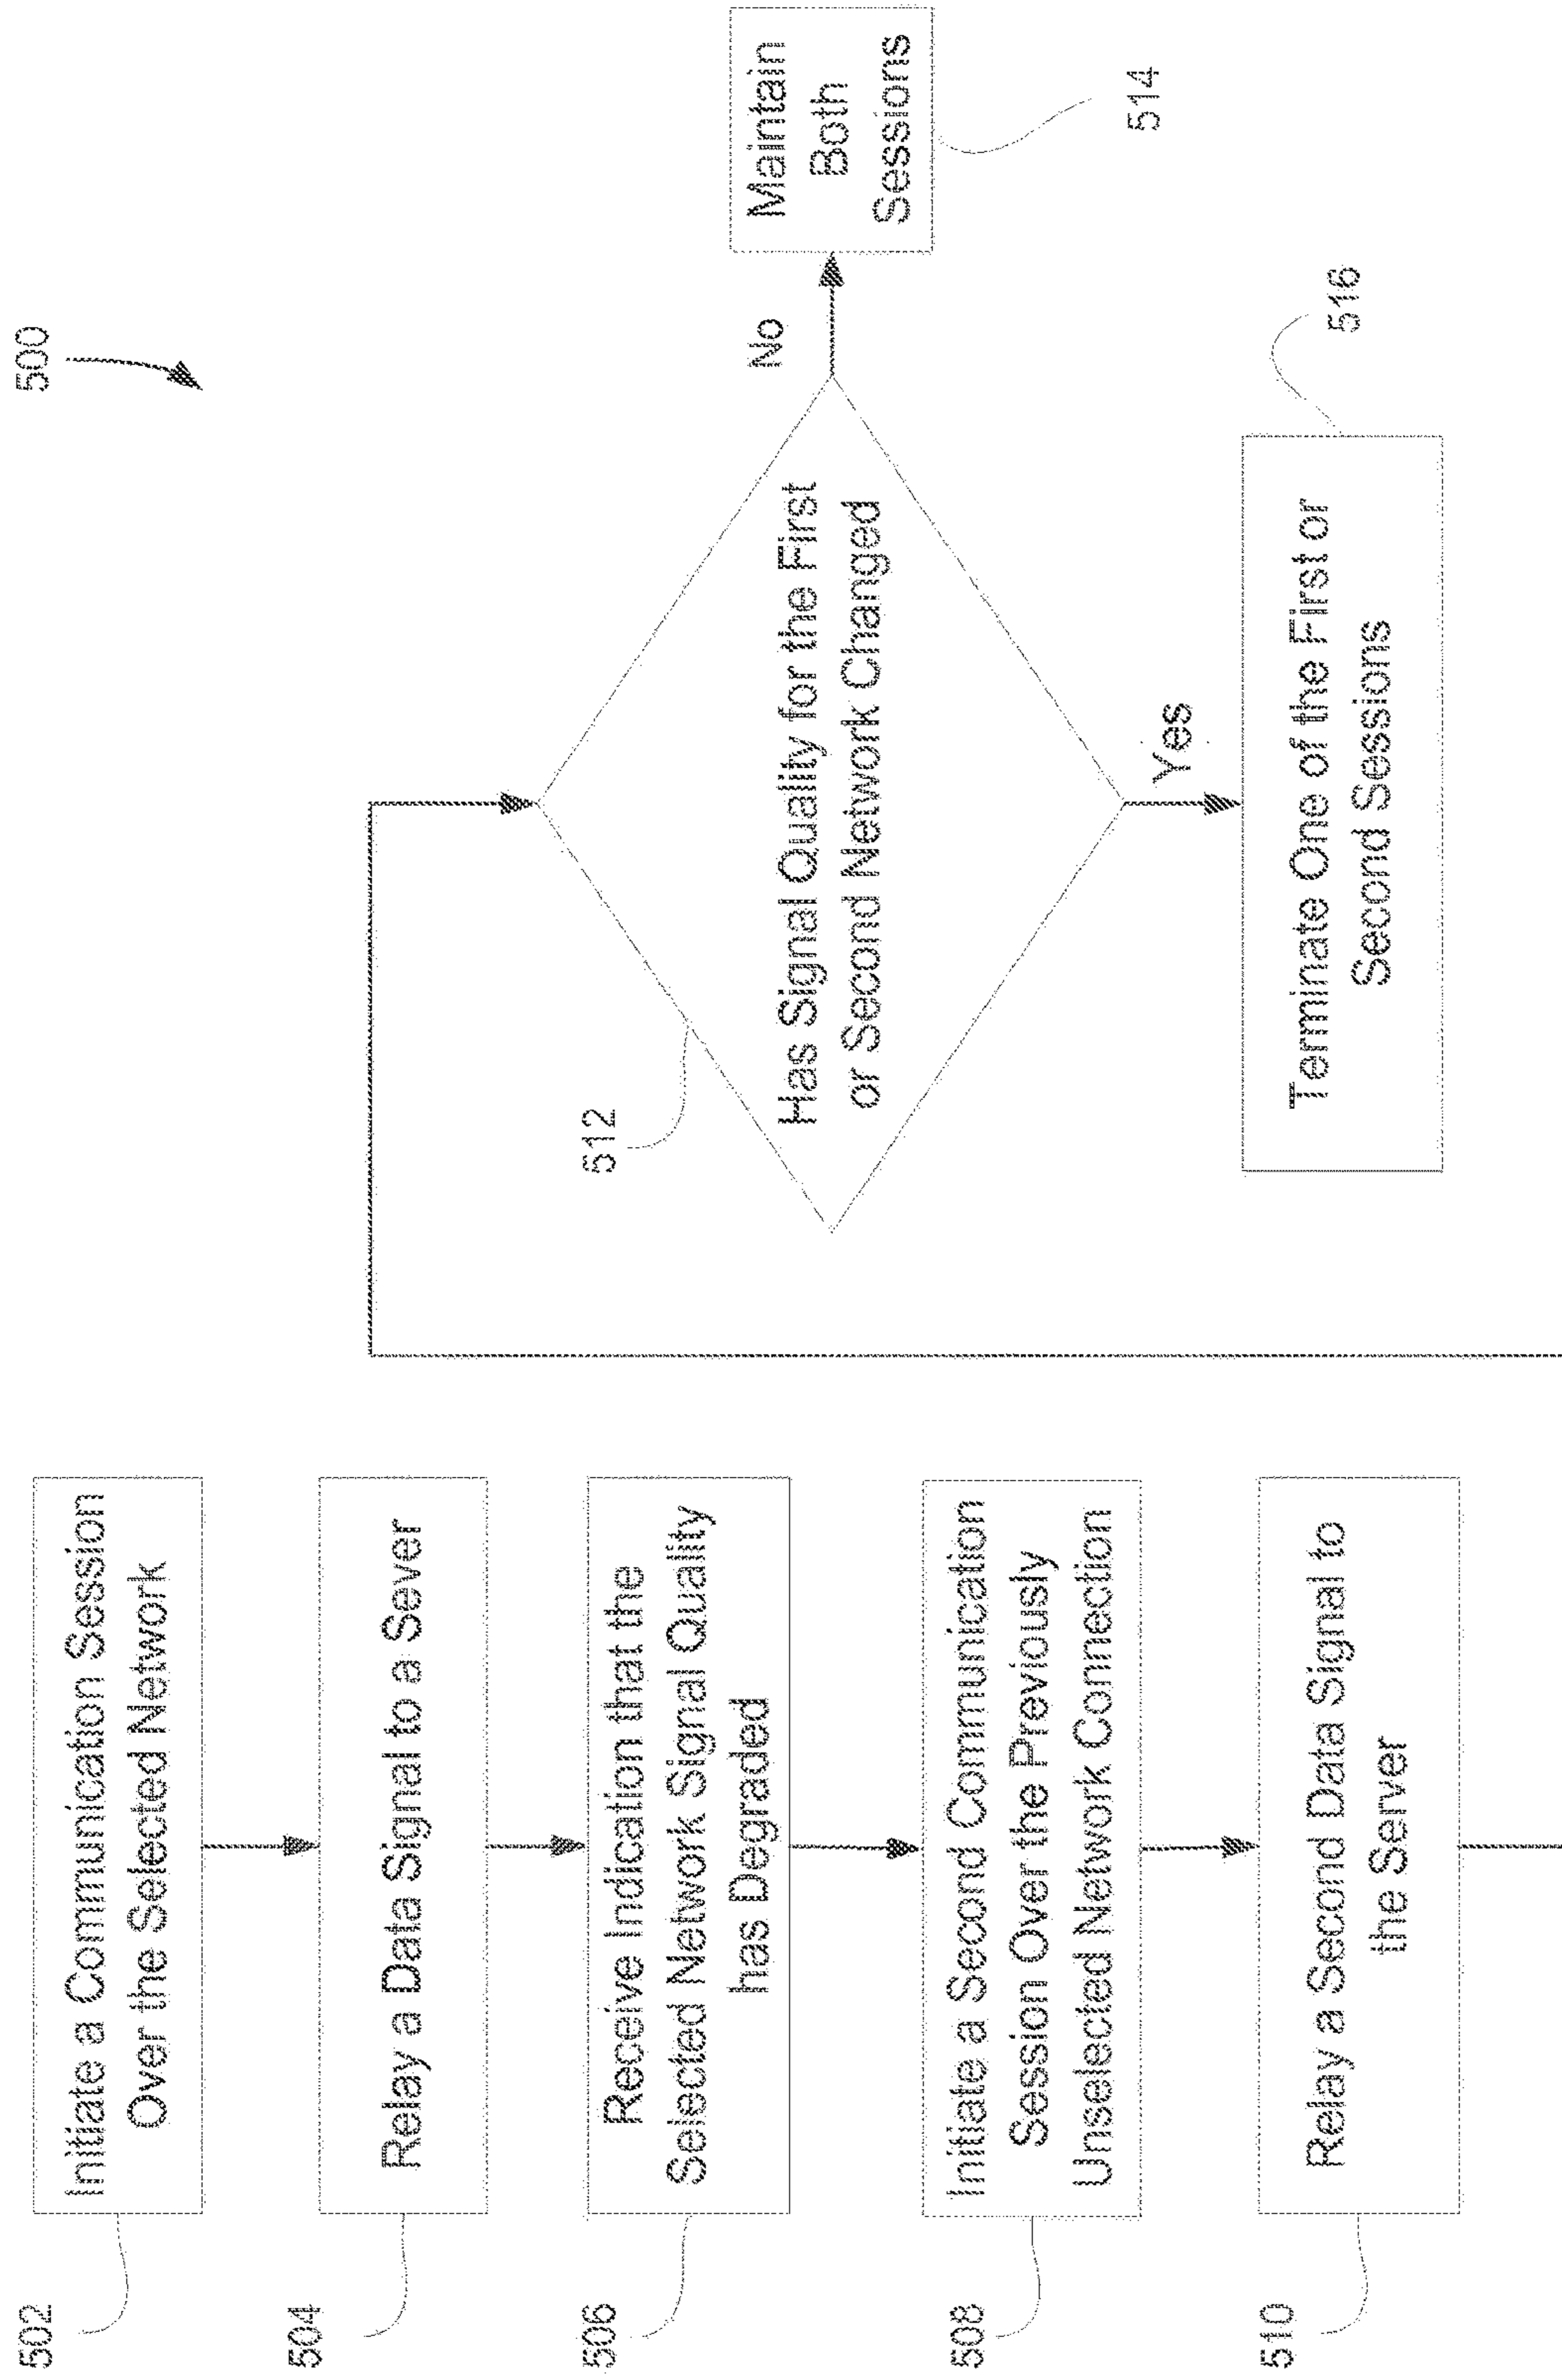 500
502
Initiate a Communication Session
Over the Selected Network
504
Relay a Data Signal to a Sever
506
Receive Indication that the
Selected Network Signal Quality
has Degraded
508
Initiate a Second Communication
Session Over the Previously
Unselected Network Connection
510
Relay a Second Data Signal to
the Server
512
Has Signal Quality for the First
or Second Network Changed
No
Maintain
Both
Sessions
514
Yes
Terminate One of the First or
Second Sessions
516